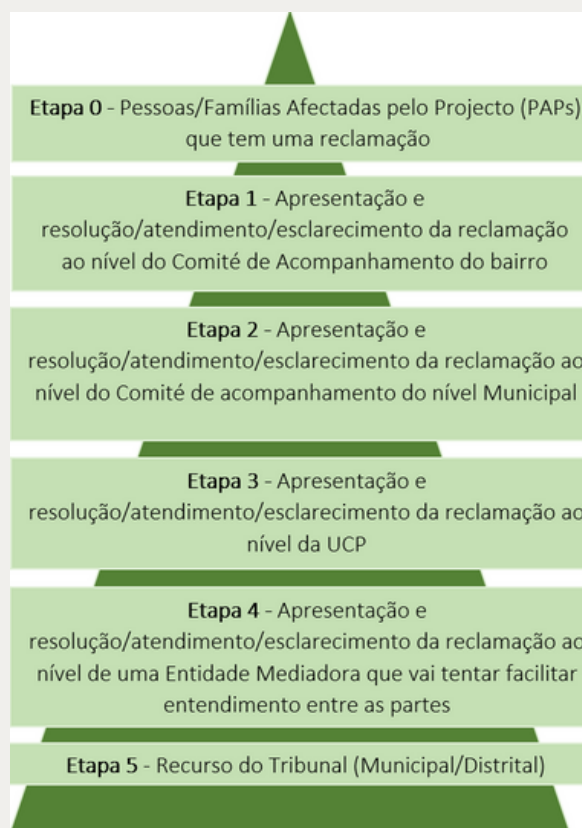 Etapa 0 - Pessoas/Famílias Afectadas pelo Projecto (PAPs)
que tem uma reclamação
Etapa 1 - Apresentação e
resolução/atendimento/esclarecimento da reclamação
ao nível do Comité de Acompanhamento do bairro
Etapa 2 - Apresentação e
resolução/atendimento/esclarecimento da reclamação ao
nível do Comité de acompanhamento do nível Municipal
Etapa 3 - Apresentação e
resolução/atendimento/esclarecimento da reclamação ao
nível da UCP
Etapa 4 - Apresentação e
resolução/atendimento/esclarecimento da reclamação ao
nível de uma Entidade Mediadora que vai tentar facilitar
entendimento entre as partes
Etapa 5 - Recurso do Tribunal (Municipal/Distrital)